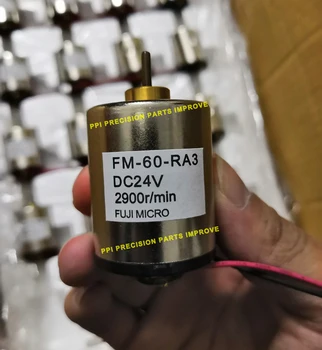 PPI PRECISION PARTS IMPROVE
FM-60-RA3
DC24V
2900r/min
FUJI MICRO
PPI PRECISION PARTS IMPROVE